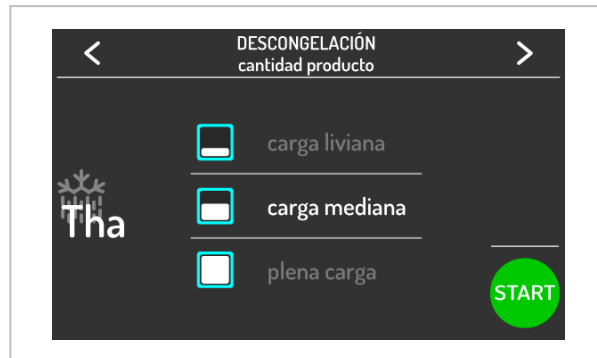 DESCONGELACIÓN
cantidad producto
carga liviana
Tha
carga mediana
plena carga
START